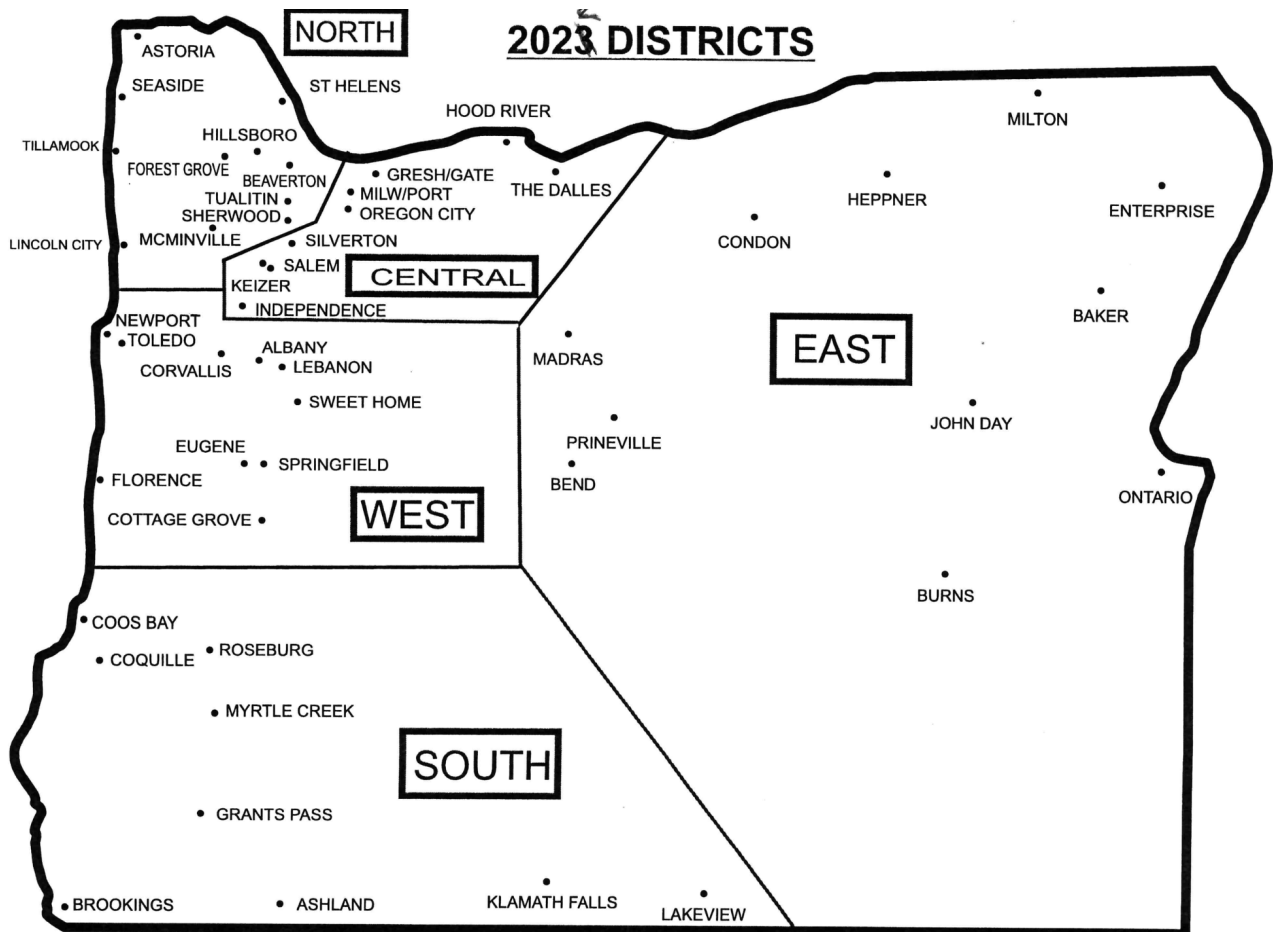 NORTH
2023 DISTRICTS
ASTORIA
SEASIDE
ST HELENS
HOOD RIVER
MILTON
HILLSBORO
TILLAMOOK
FOREST GROVE
BEAVERTON
GRESH/GATE
THE DALLES
MILW/PORT
TUALITIN
OREGON CITY
SHERWOOD
HEPPNER
ENTERPRISE
LINCOLN CITY
MCMINVILLE
SILVERTON
CONDON
SALEM
CENTRAL
KEIZER
INDEPENDENCE
BAKER
NEWPORT
TOLEDO
ALBANY
CORVALLIS
LEBANON
MADRAS
EAST
SWEET HOME
JOHN DAY
EUGENE
PRINEVILLE
SPRINGFIELD
FLORENCE
BEND
ONTARIO
COTTAGE GROVE
WEST
BURNS
COOS BAY
ROSEBURG
COQUILLE
MYRTLE CREEK
SOUTH
GRANTS PASS
BROOKINGS
ASHLAND
KLAMATH FALLS
LAKEVIEW